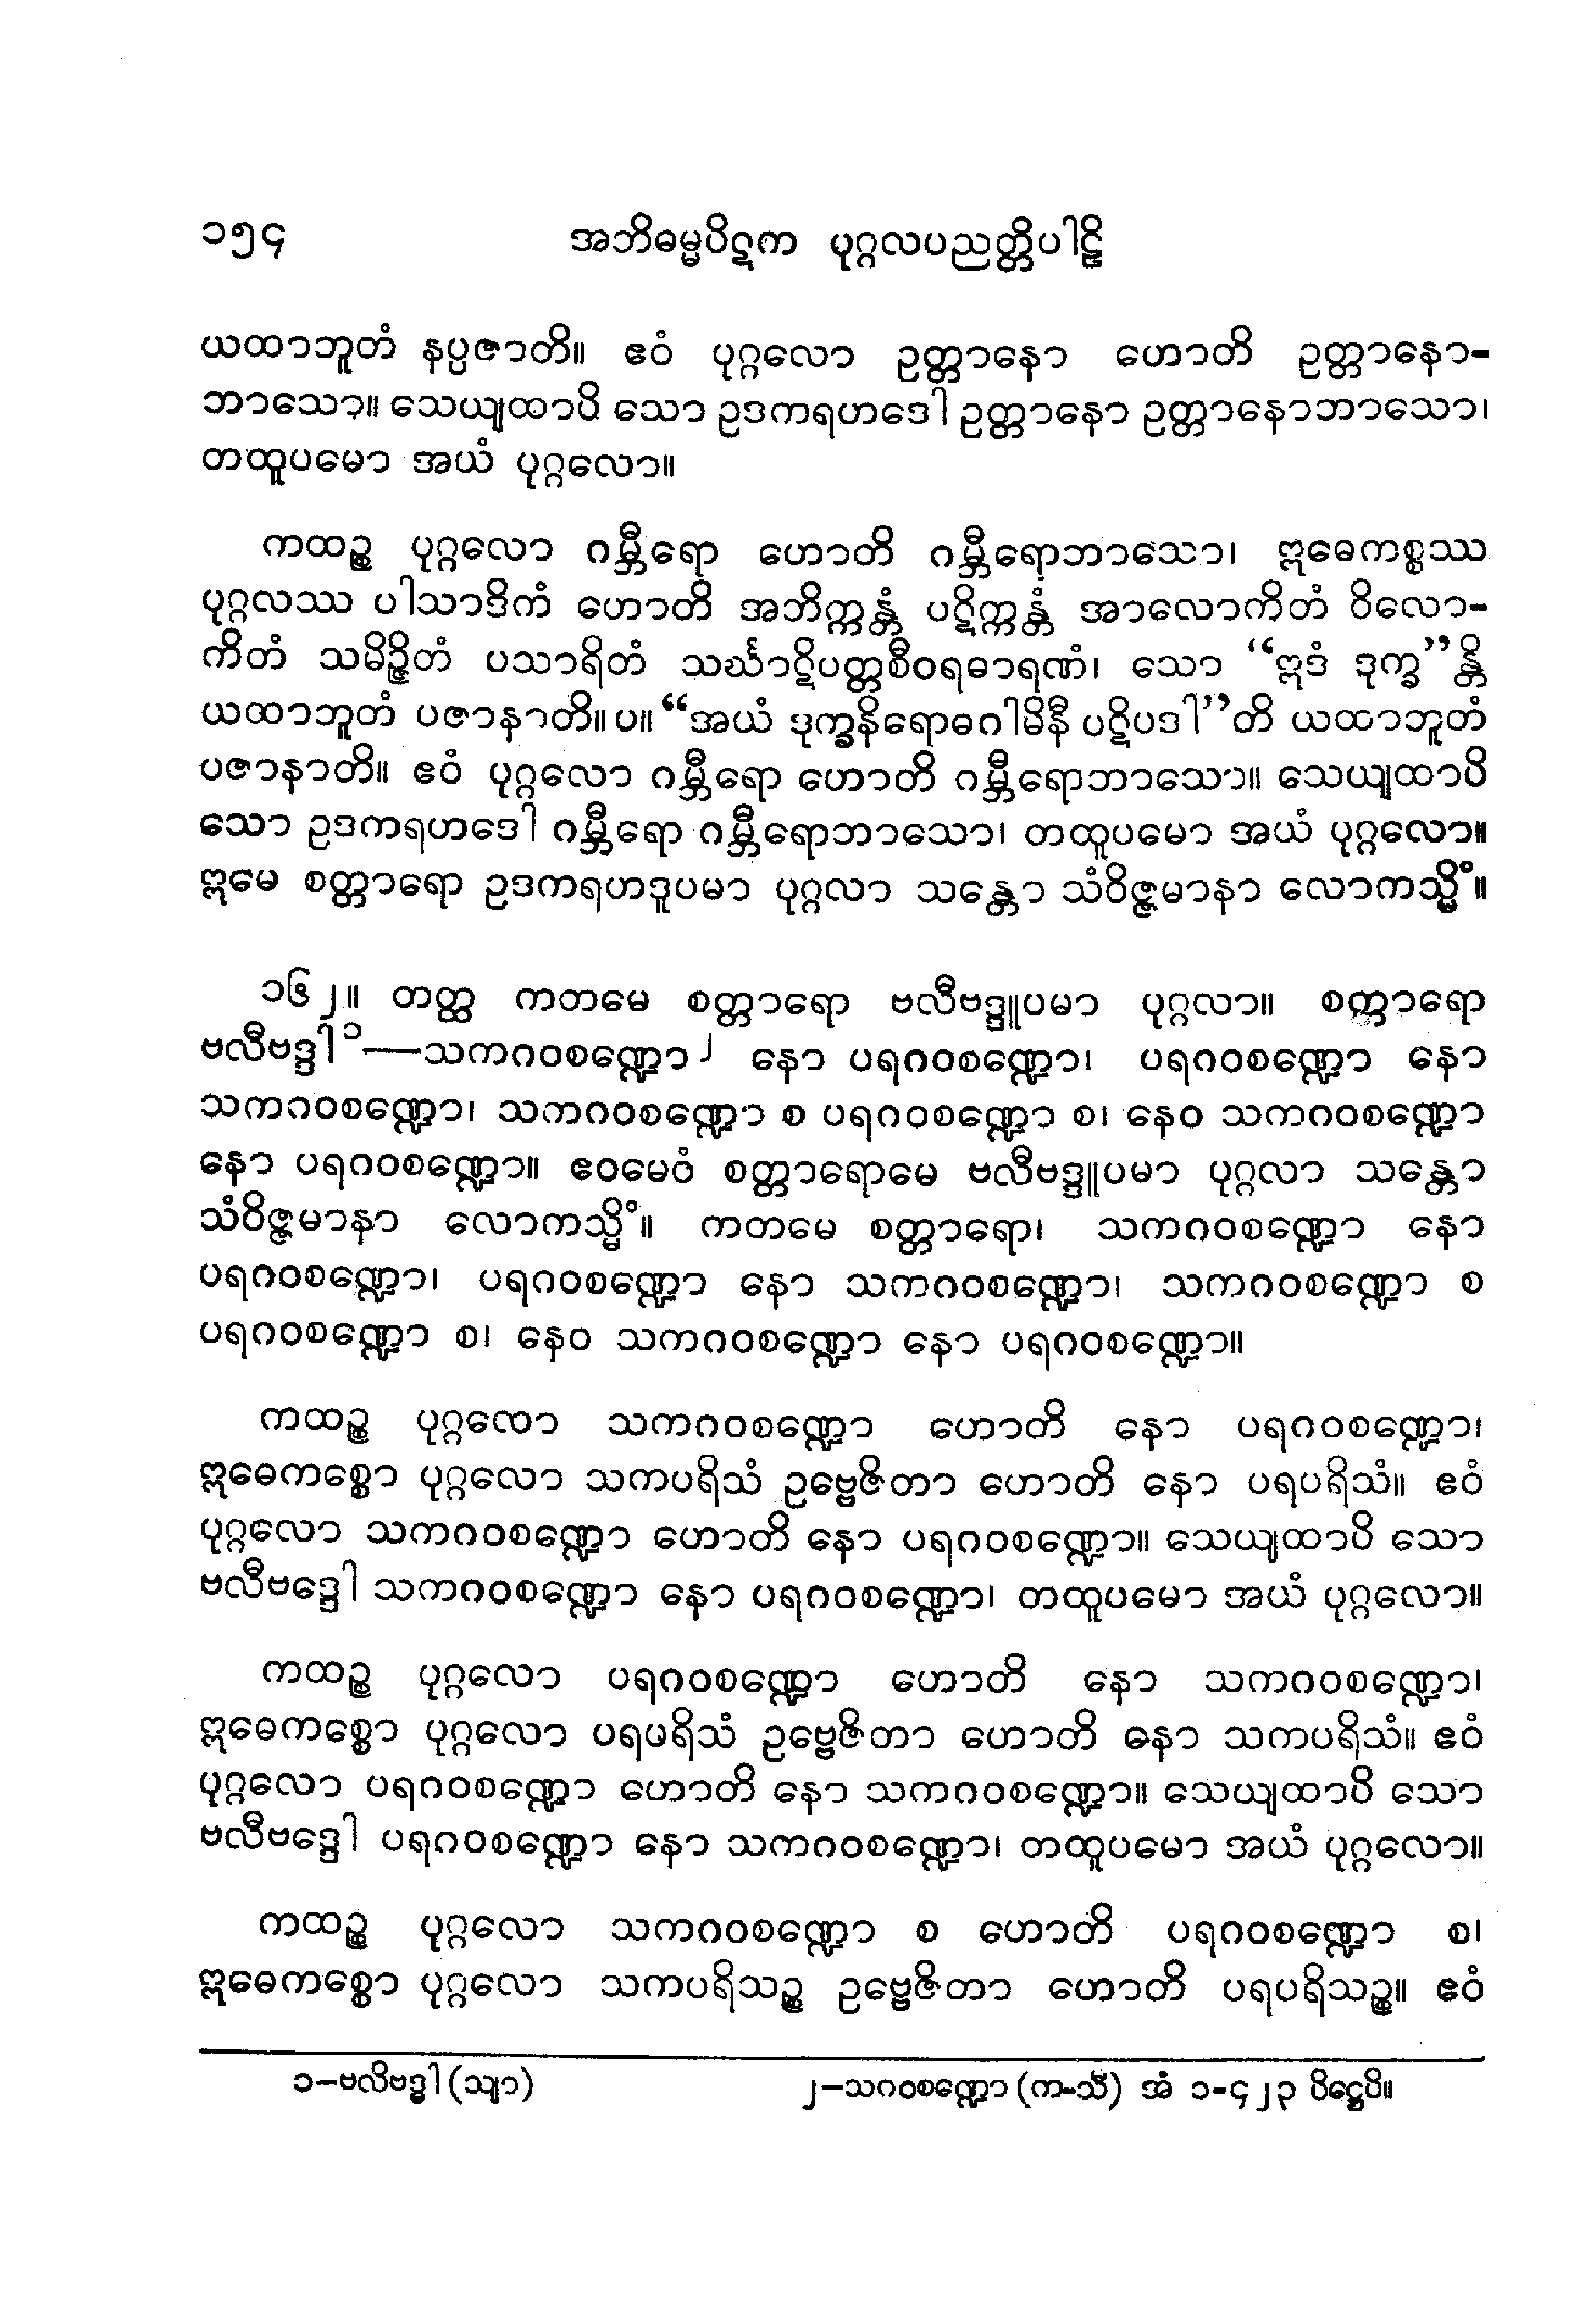 ၁၅၄ အဘိဓမ္မပိဋက ပုဂ္ဂလပညတ္တိပါဠိ
ယထာဘူတံ နပ္ပဇာတိ။ ဧဝံ ပုဂ္ဂလော ဥတ္တာနော ဟောတိ ဥတ္တာနော-
ဘာသော။ သေယျထာပိ သော ဥဒကရဟဒေါ ဥတ္တာနော ဥတ္တာနောဘာသော၊
တထူပမော အယံ ပုဂ္ဂလော။
ကထဉ္စ ပုဂ္ဂလော ဂမ္ဘီရော ဟောတိ ဂမ္ဘီရောဘာသော၊ ဣဓေကစ္စဿ
ပုဂ္ဂလဿ ပါသာဒိကံ ဟောတိ အဘိက္ကန္တံ ပဋိက္ကန္တံ အာလောကိတံ ဝိလော-
ကိတံ သမိဉ္ဇိတံ ပသာရိတံ သင်္ဃာဋိပတ္တစီဝရဓာရဏံ၊ သော “ဣဒံ ဒုက္ခ”န္တိ
ယထာဘူတံ ပဇာနာတိ။ပ။“အယံ ဒုက္ခနိရောဓဂါမိနီ ပဋိပဒါ”တိ ယထာဘူတံ
ပဇာနာတိ။ ဧဝံ ပုဂ္ဂလော ဂမ္ဘီရော ဟောတိ ဂမ္ဘီရောဘာသော။ သေယျထာပိ
သော ဥဒကရဟဒေါ ဂမ္ဘီရော ဂမ္ဘီရောဘာသော၊ တထူပမော အယံ ပုဂ္ဂလော။
ဣမေ စတ္တာရော ဥဒကရဟဒူပမာ ပုဂ္ဂလာ သန္တော သံဝိဇ္ဇမာနာ လောကသ္မိံ။
၁၆၂။ တတ္ထ ကတမေ စတ္တာရော ဗလီဗဒ္ဒူပမာ ပုဂ္ဂလာ။ စတ္တာရော
ဗလီဗဒ္ဒါ၁—သကဂဝစဏ္ဍော၂ နော ပရဂဝစဏ္ဍော၊ ပရဂဝစဏ္ဍော နော
သကဂဝစဏ္ဍော၊ သကဂဝစဏ္ဍော စ ပရဂဝစဏ္ဍော စ၊ နေဝ သကဂဝစဏ္ဍော
နော ပရဂဝစဏ္ဍော။ ဧဝမေဝံ စတ္တာရောမေ ဗလီဗဒ္ဒူပမာ ပုဂ္ဂလာ သန္တော
သံဝိဇ္ဇမာနာ လောကသ္မိံ။ ကတမေ စတ္တာရော၊ သကဂဝစဏ္ဍော နော
ပရဂဝစဏ္ဍော၊ ပရဂဝစဏ္ဍော နော သကဂဝစဏ္ဍော၊ သကဂဝစဏ္ဍော စ
ပရဂဝစဏ္ဍော စ၊ နေဝ သကဂဝစဏ္ဍော နော ပရဂဝစဏ္ဍော။
ကထဉ္စ ပုဂ္ဂလော သကဂဝစဏ္ဍော ဟောတိ နော ပရဂဝစဏ္ဍော၊
ဣဓေကစ္စော ပုဂ္ဂလော သကပရိသံ ဥဗ္ဗေဇိတာ ဟောတိ နော ပရပရိသံ။ ဧဝံ
ပုဂ္ဂလော သကဂဝစဏ္ဍော ဟောတိ နော ပရဂဝစဏ္ဍော။ သေယျထာပိ သော
ဗလီဗဒ္ဒေါ သကဂဝစဏ္ဍော နော ပရဂဝစဏ္ဍော၊ တထူပမော အယံ ပုဂ္ဂလော။
ကထဉ္စ ပုဂ္ဂလော ပရဂဝစဏ္ဍော ဟောတိ နော သကဂဝစဏ္ဍော၊
ဣဓေကစ္စော ပုဂ္ဂလော ပရပရိသံ ဥဗ္ဗေဇိတာ ဟောတိ နော သကပရိသံ။ ဧဝံ
ပုဂ္ဂလော ပရဂဝစဏ္ဍော ဟောတိ နော သကဂဝစဏ္ဍော။ သေယျထာပိ သော
ဗလီဗဒ္ဒေါ ပရဂဝစဏ္ဍော နော သကဂဝစဏ္ဍော၊ တထူပမော အယံ ပုဂ္ဂလော။
ကထဉ္စ ပုဂ္ဂလော သကဂဝစဏ္ဍော စ ဟောတိ ပရဂဝစဏ္ဍော စ၊
ဣဓေကစ္စော ပုဂ္ဂလော သကပရိသဉ္စ ဥဗ္ဗေဇိတာ ဟောတိ ပရပရိသဉ္စ။ ဧဝံ
၁-ဗလိဗဒ္ဓါ (သျာ) ၂-သဂဝစဏ္ဍော (က-သီ) အံ ၁-၄၂၃ ပိဋ္ဌေပိ။